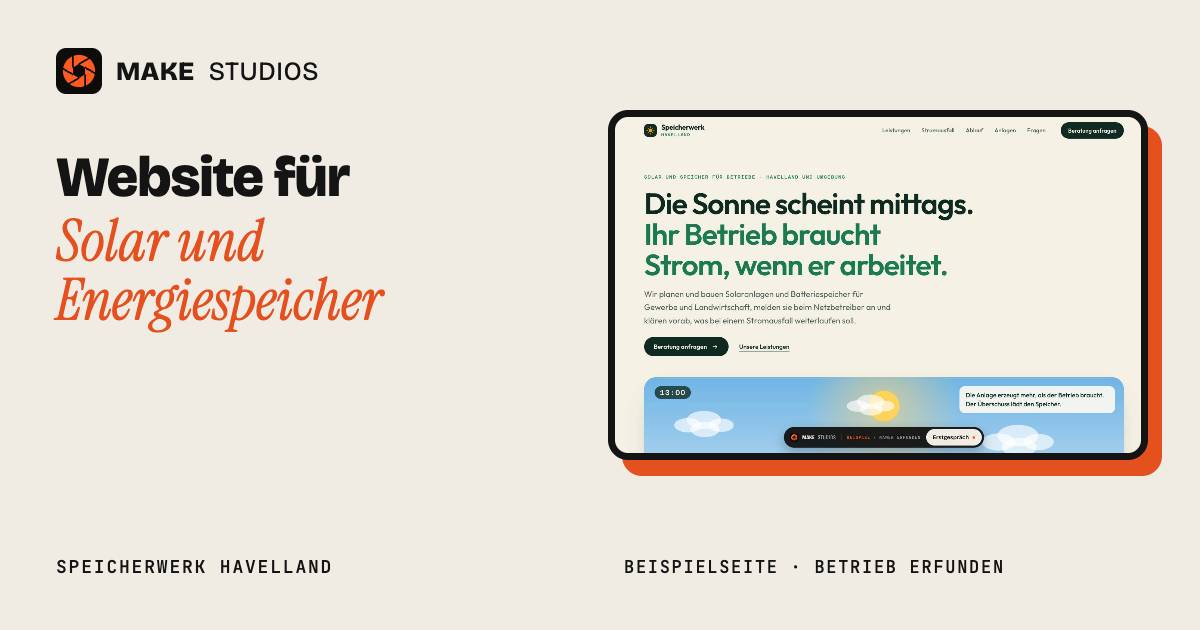 MAKE STUDIOS
Website für
Solar und
Energiespeicher
Speicherwerk
HAVELLAND
Leistungen Stromausfall Ablauf Anlagen Fragen Beratung anfragen
SOLAR UND SPEICHER FÜR BETRIEBE · HAVELLAND UND UMGEBUNG
Die Sonne scheint mittags.
Ihr Betrieb braucht
Strom, wenn er arbeitet.
Wir planen und bauen Solaranlagen und Batteriespeicher für
Gewerbe und Landwirtschaft, melden sie beim Netzbetreiber an und
klären vorab, was bei einem Stromausfall weiterlaufen soll.
Beratung anfragen → Unsere Leistungen
13:00
Die Anlage erzeugt mehr, als der Betrieb braucht.
Der Überschuss lädt den Speicher.
MAKE STUDIOS BEISPIEL · NAMEN ERFUNDEN Erstgespräch
SPEICHERWERK HAVELLAND
BEISPIELSEITE · BETRIEB ERFUNDEN